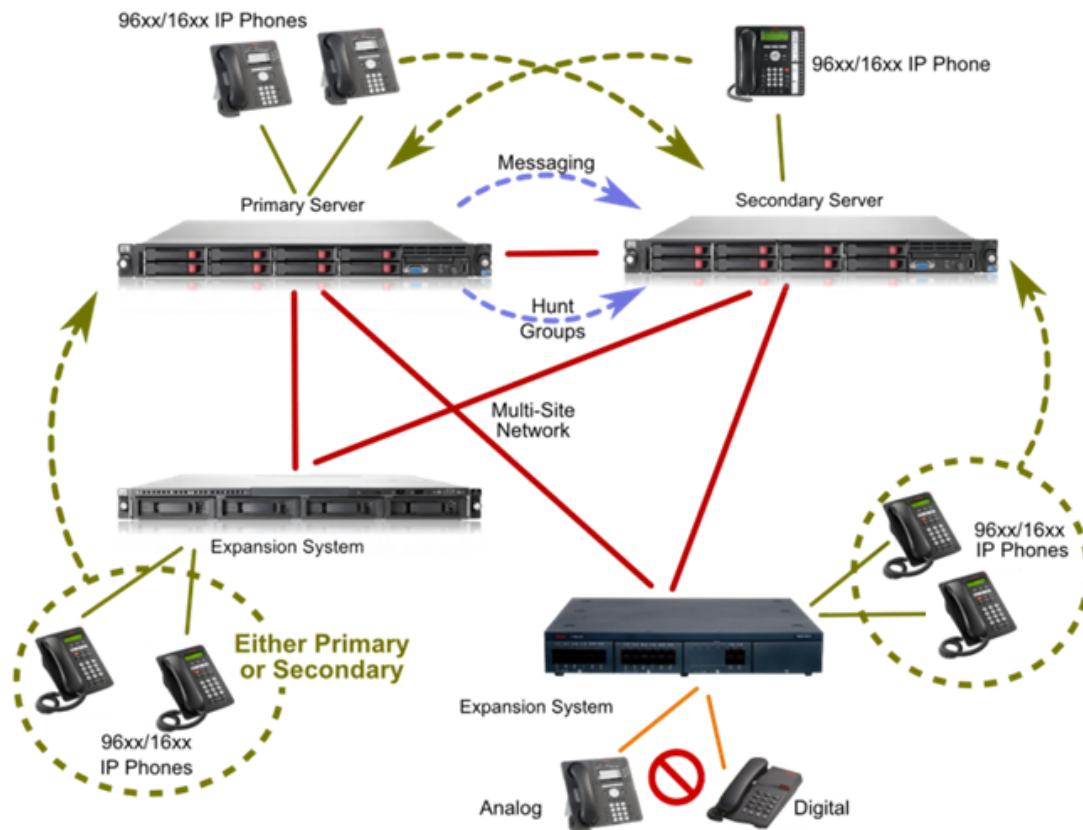 96xx/16xx IP Phones
96xx/16xx IP Phone
Messaging
Primary Server
Secondary Server
Hunt
Groups
Multi-Site
Network
Expansion System
96xx/16xx
IP Phones
Either Primary
or Secondary
96xx/16xx
IP Phones
Expansion System
Analog
Digital